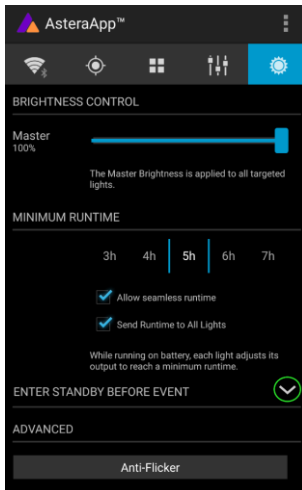 AsteraApp™
BRIGHTNESS CONTROL
Master
100%
The Master Brightness is applied to all targeted
lights.
MINIMUM RUNTIME
3h 4h 5h 6h 7h
Allow seamless runtime
Send Runtime to All Lights
While running on battery, each light adjusts its
output to reach a minimum runtime.
ENTER STANDBY BEFORE EVENT
ADVANCED
Anti-Flicker